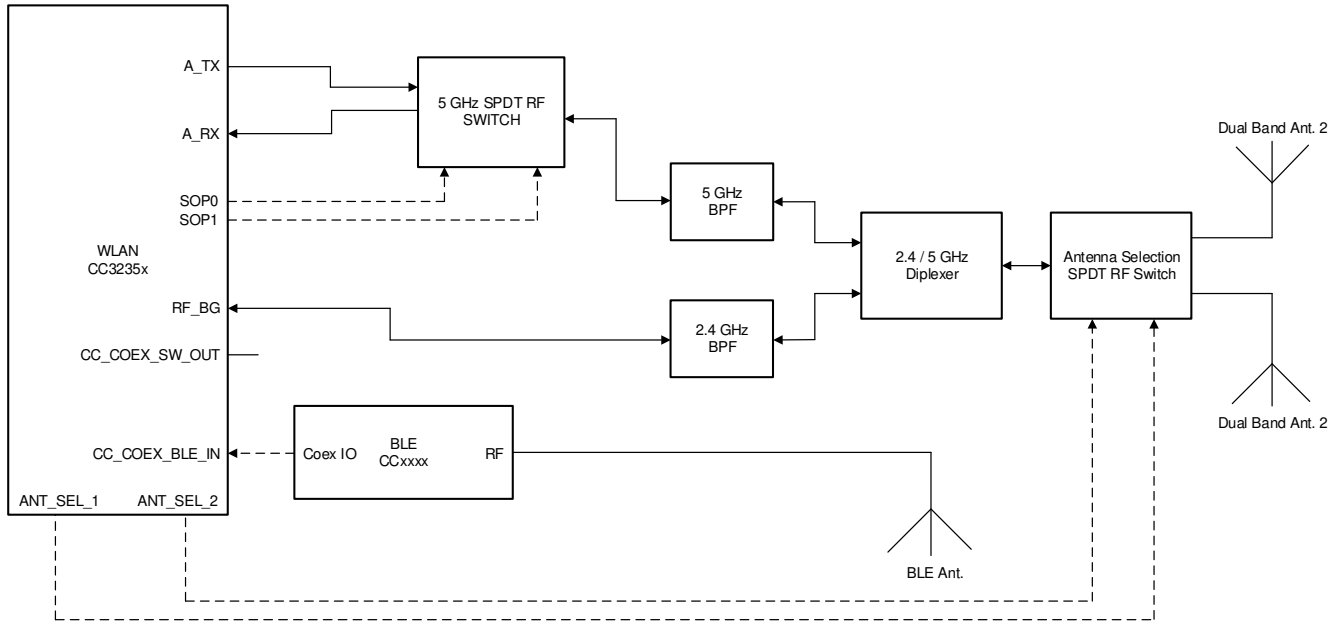 A_TX
A_RX
SOP0
SOP1
WLAN
CC3235x
RF_BG
CC_COEX_SW_OUT
CC_COEX_BLE_IN
ANT_SEL_1
ANT_SEL_2
5 GHz SPDT RF
SWITCH
5 GHz
BPF
2.4 GHz
BPF
2.4 / 5 GHz
Diplexer
Antenna Selection
SPDT RF Switch
Dual Band Ant. 2
Dual Band Ant. 2
Coex IO
BLE
CCxxxx
RF
BLE Ant.